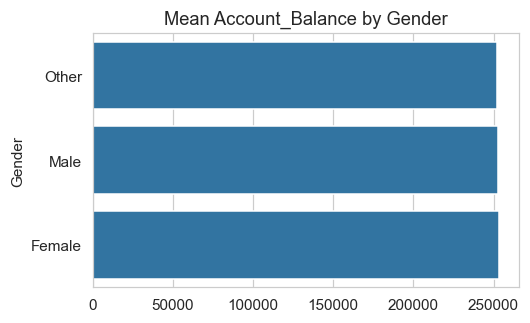 Mean Account_Balance by Gender
Gender
Other
Male
Female
0 50000 100000 150000 200000 250000